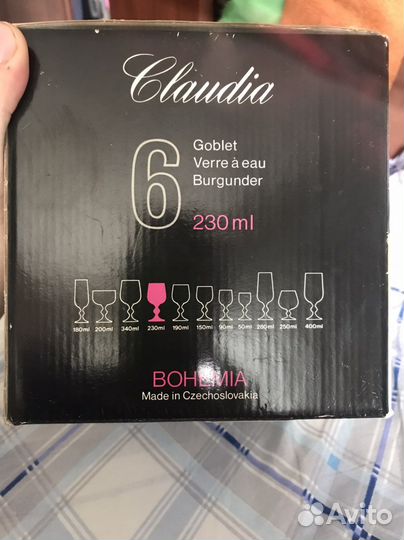 Claudia
6
Goblet
Verre à eau
Burgunder
230 ml
180ml 200ml 340ml 230ml 190ml 150ml 90ml 50ml 280ml 250ml 400ml
BOHEMIA
Made in Czechoslovakia
Avito